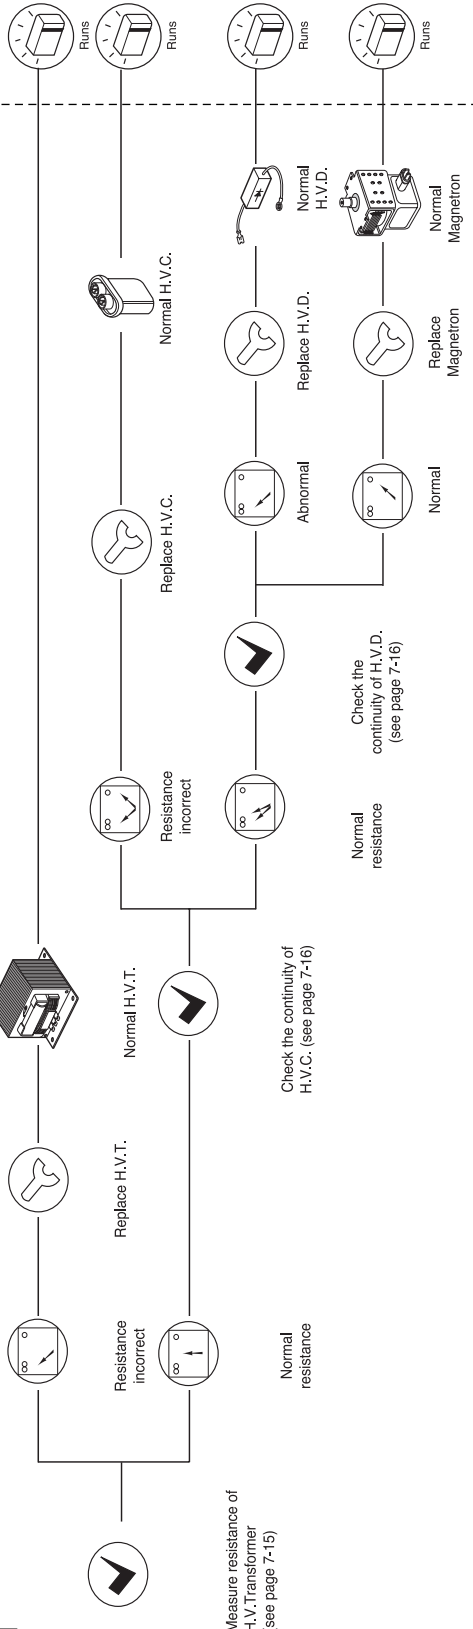 Runs
Resistance
incorrect
Replace H.V.T.
Normal H.V.T.
Resistance
incorrect
Replace H.V.C.
Normal H.V.C.
Runs
Measure resistance of
H.V.Transformer
(see page 7-15)
Normal
resistance
Check the continuity of
H.V.C. (see page 7-16)
Normal
resistance
Check the
continuity of H.V.D.
(see page 7-16)
Abnormal
Replace H.V.D.
Normal
H.V.D.
Runs
Normal
Replace
Magnetron
Normal
Magnetron
Runs